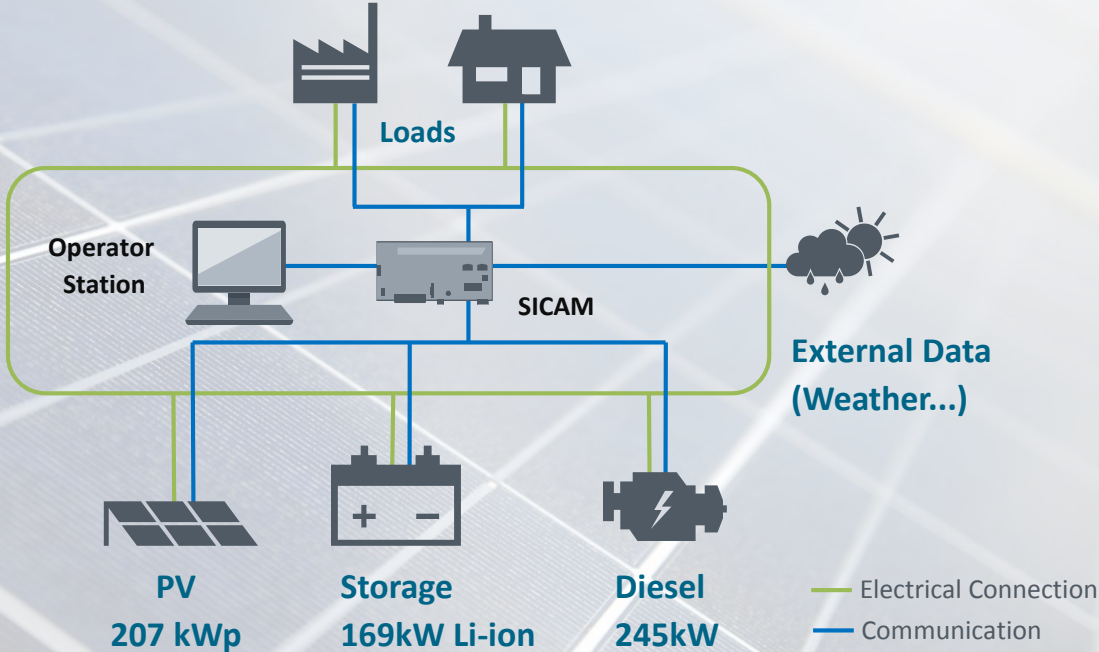 Loads
Operator
Station
SICAM
External Data
(Weather...)
PV
207 kWp
Storage
169kW Li-ion
Diesel
245kW
Electrical Connection
Communication